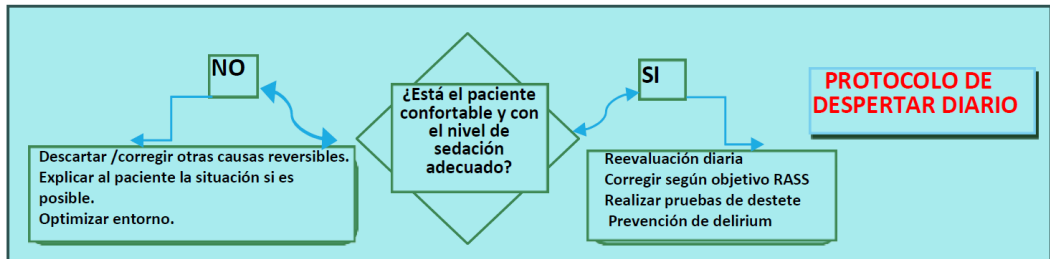 NO
Descartar /corregir otras causas reversibles.
Explicar al paciente la situación si es
posible.
Optimizar entorno.
¿Está el paciente
confortable y con
el nivel de
sedación
adecuado?
SI
Reevaluación diaria
Corregir según objetivo RASS
Realizar pruebas de destete
Prevención de delirium
PROTOCOLO DE
DESPERTAR DIARIO